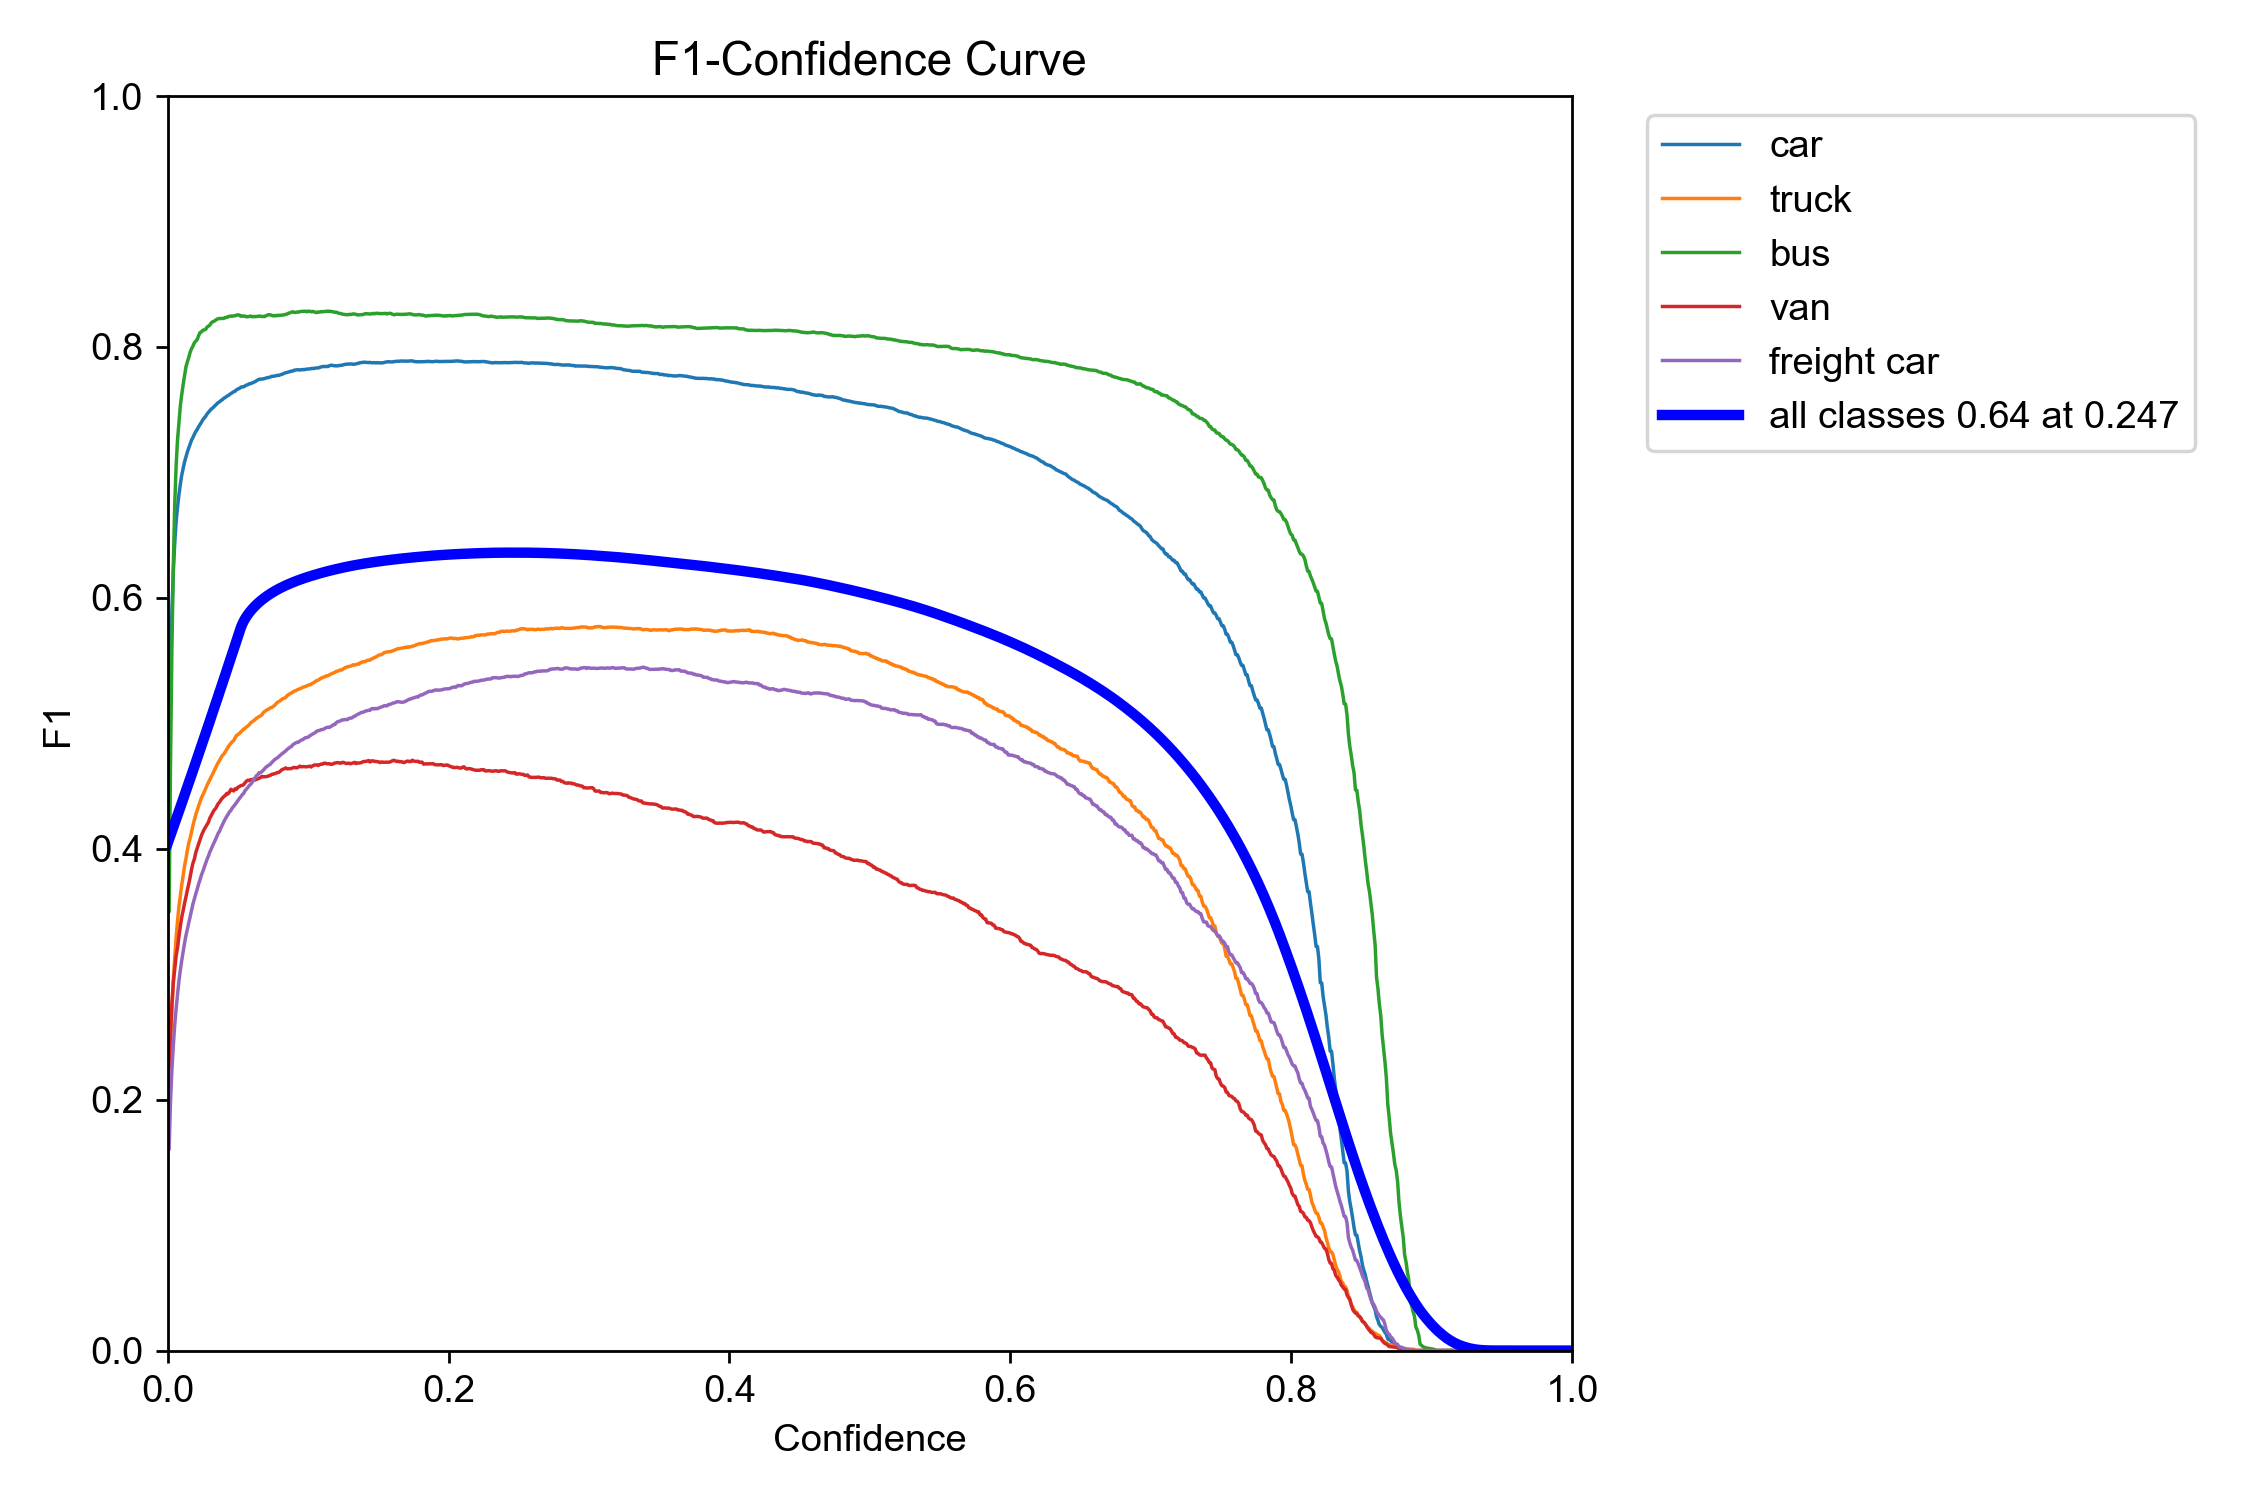 F1-Confidence Curve
1.0
0.8
0.6
0.4
0.2
0.0
F1
0.0 0.2 0.4 0.6 0.8 1.0
Confidence
car
truck
bus
van
freight car
all classes 0.64 at 0.247